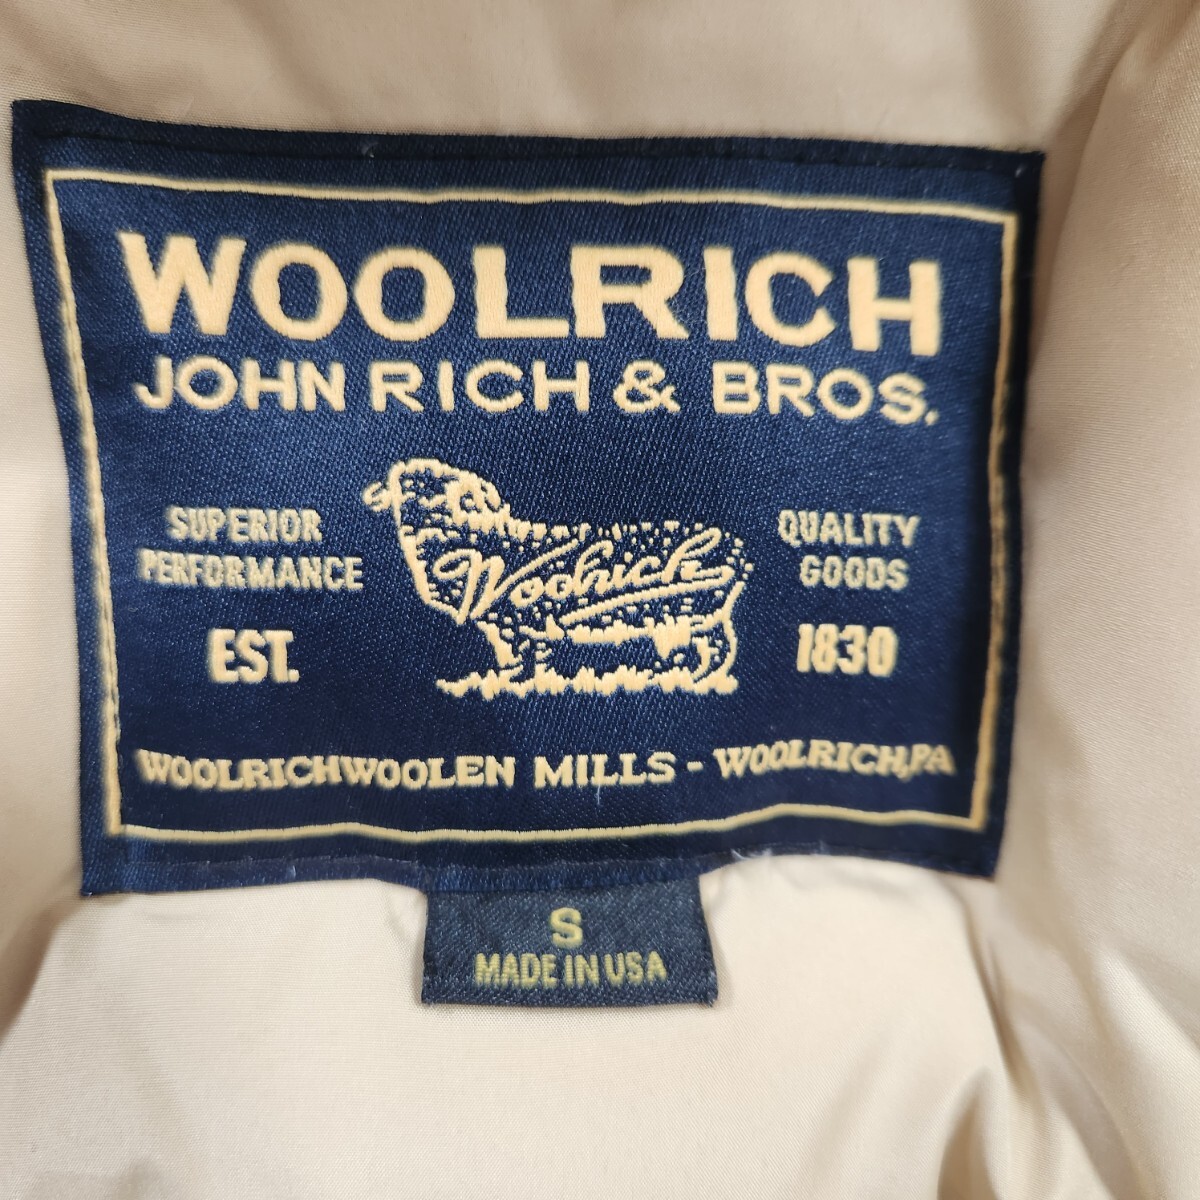 WOOLRICH
JOHN RICH & BROS.
SUPERIOR
PERFORMANCE
EST.
Woolrich
QUALITY
GOODS
1830
WOOLRICHWOOLEN MILLS - WOOLRICH,PA
S
MADE IN USA